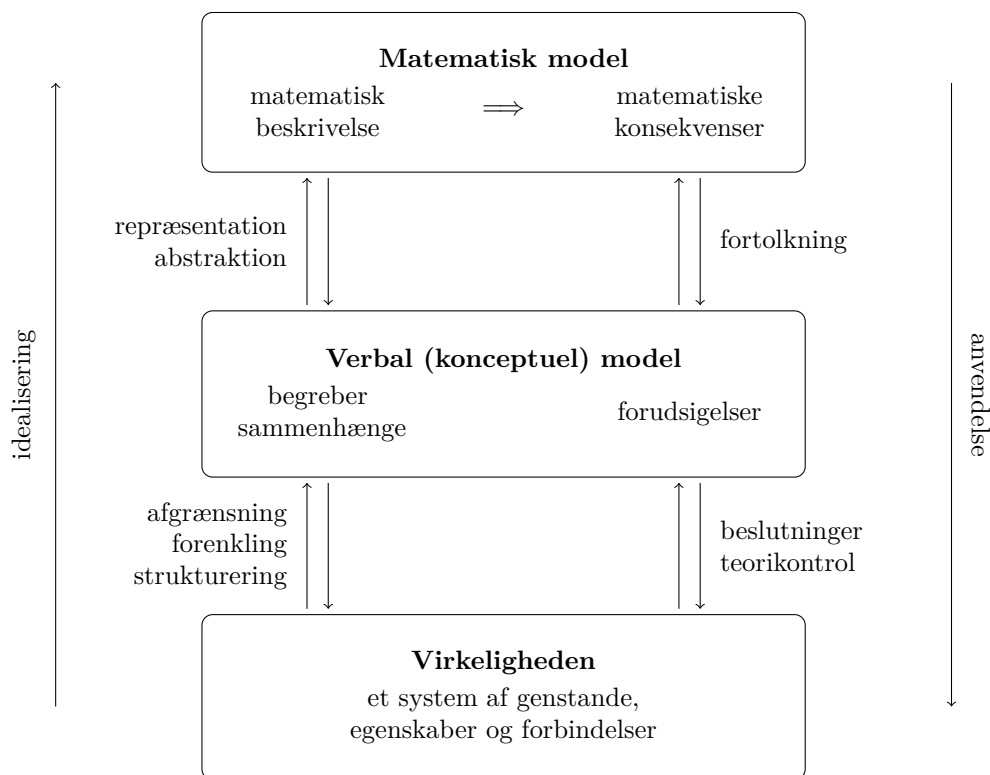 Matematisk model
matematisk
beskrivelse
⟹
matematiske
konsekvenser
repræsentation
abstraktion
fortolkning
idealisering
Verbal (konceptuel) model
begreber
sammenhænge
forudsigelser
anvendelse
afgrænsning
forenkling
strukturering
beslutninger
teorikontrol
Virkeligheden
et system af genstande,
egenskaber og forbindelser